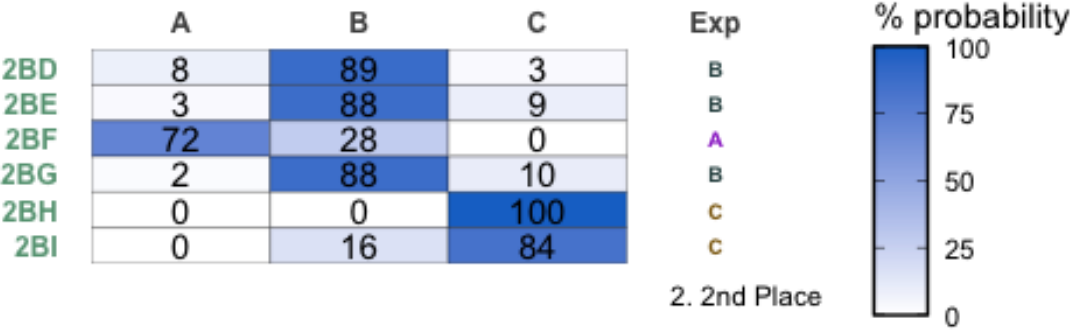 A B C Exp % probability
2BD 8 89 3 B
2BE 3 88 9 B
2BF 72 28 0 A
2BG 2 88 10 B
2BH 0 0 100 C
2BI 0 16 84 C
2. 2nd Place
100
75
50
25
0